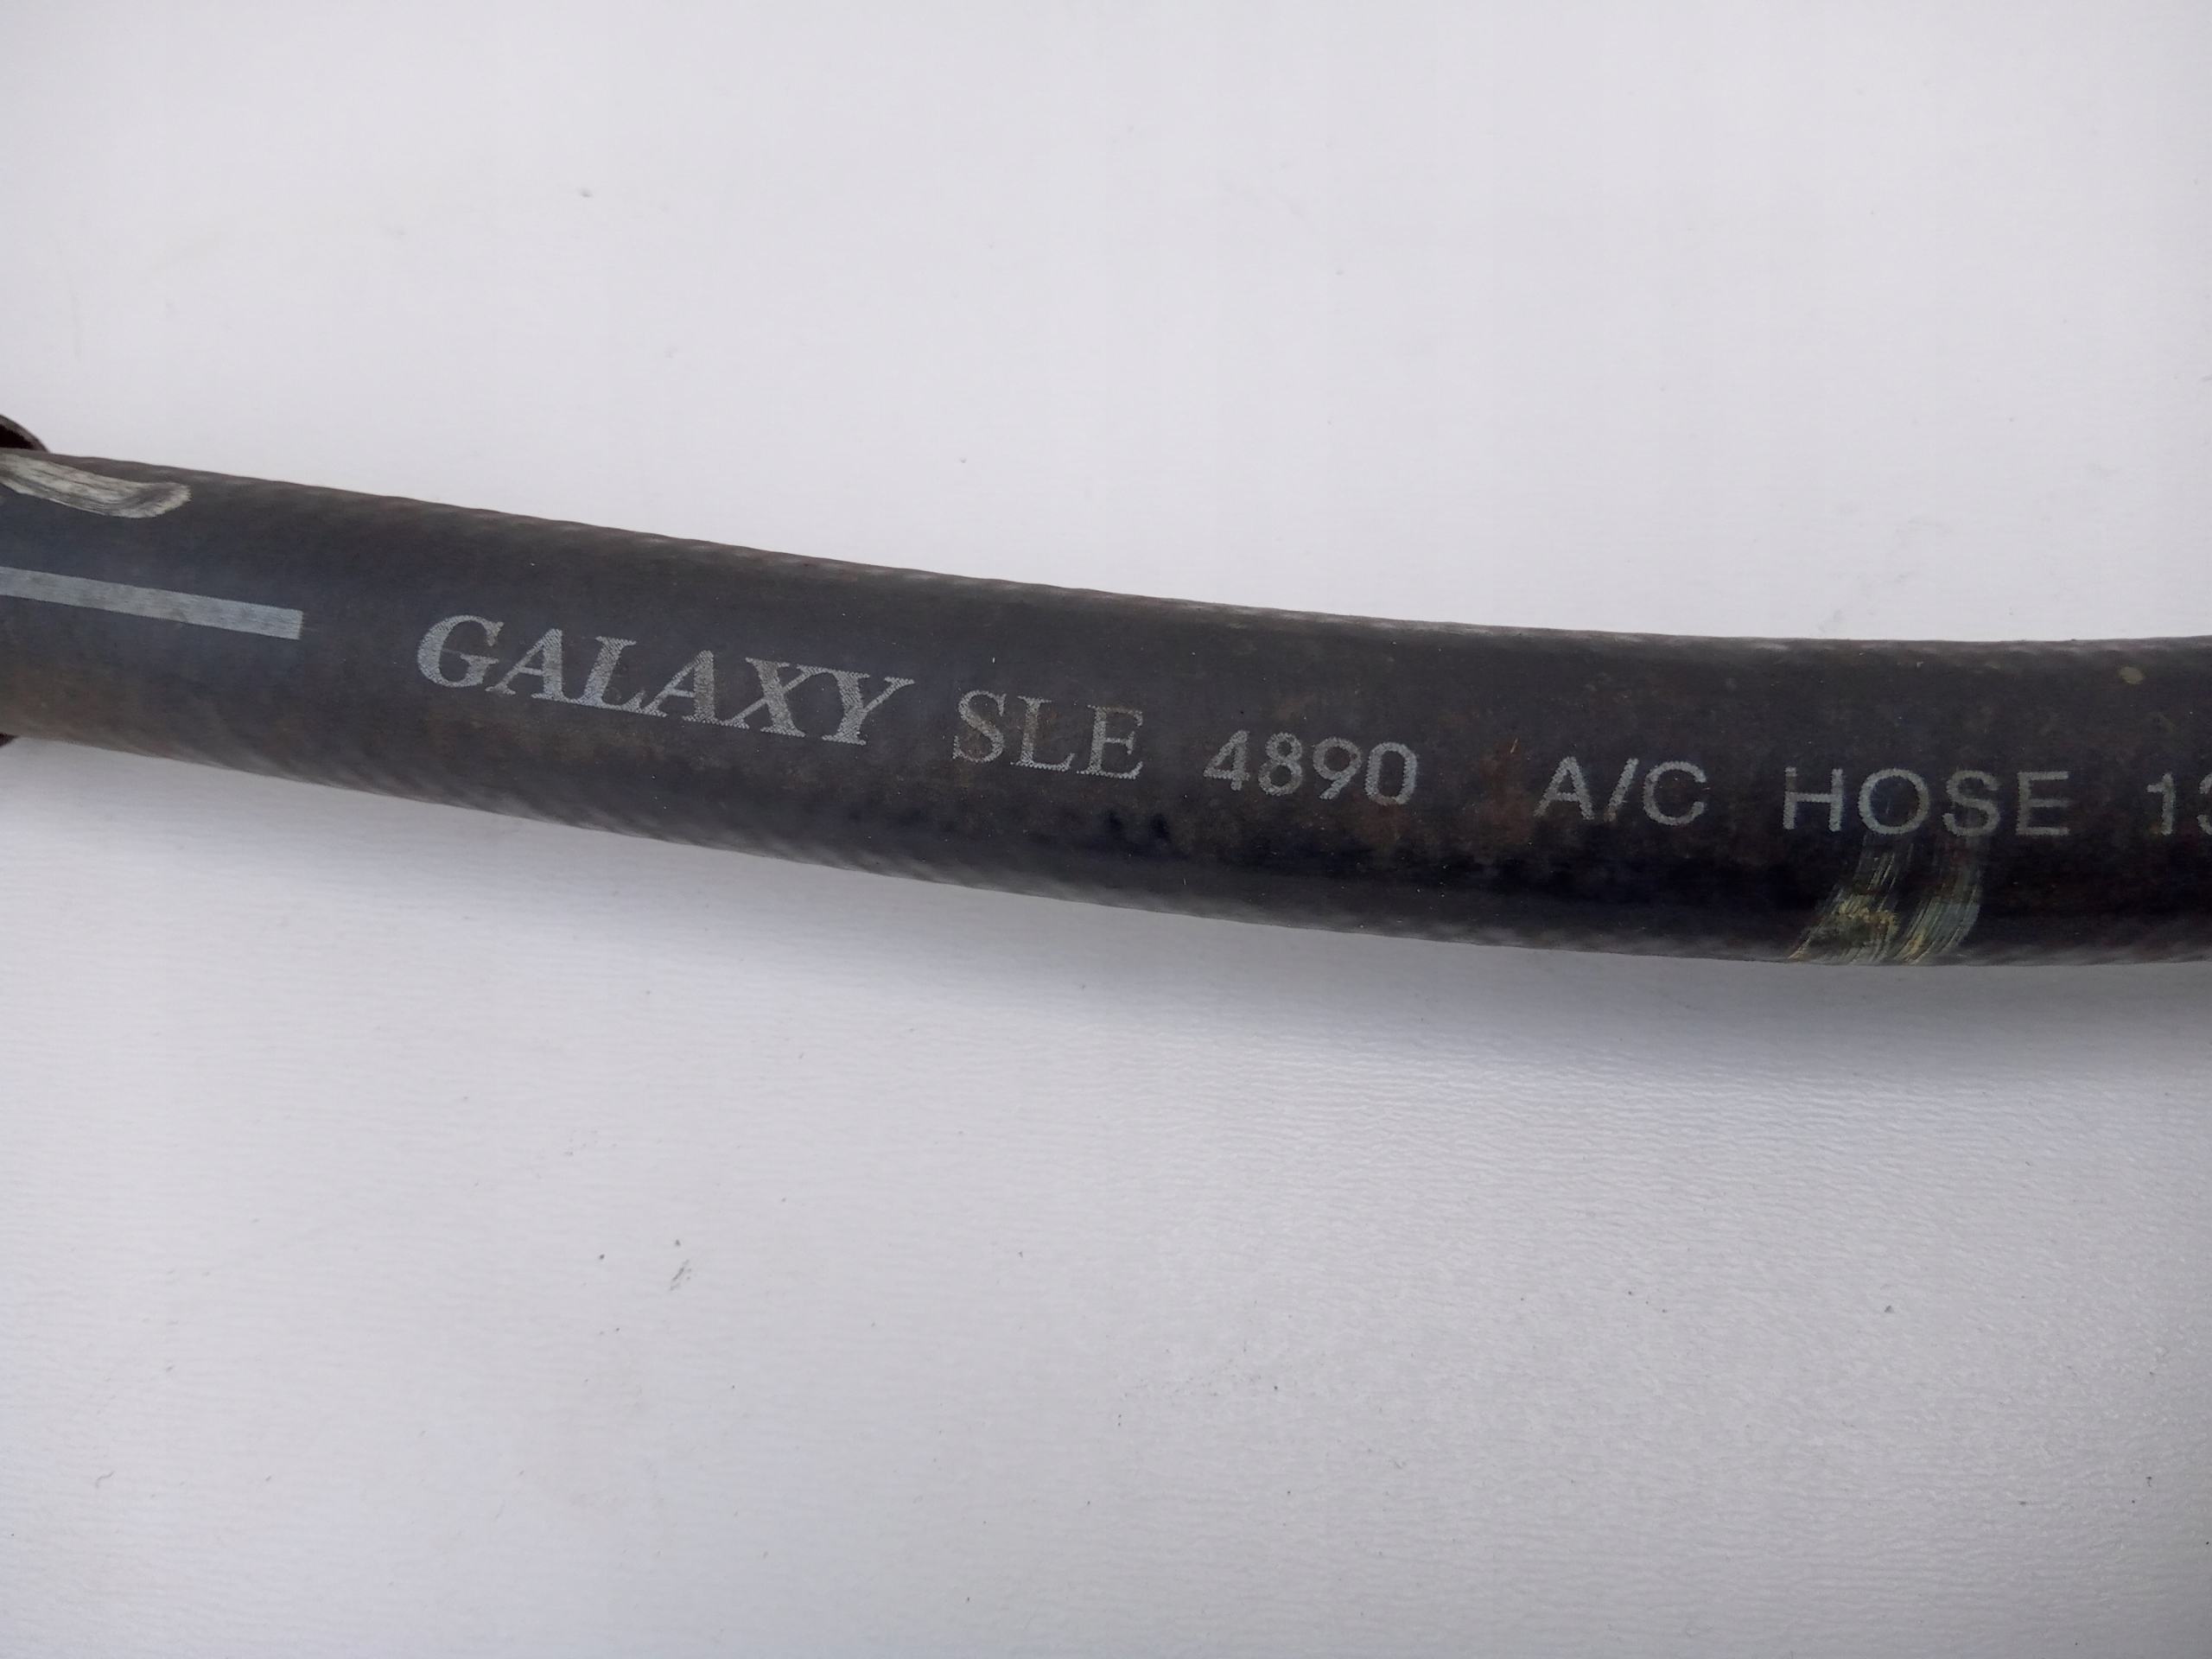 GALAXY SLE 4890 A/C HOSE